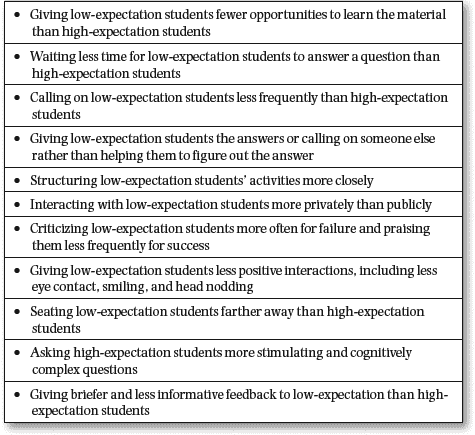 • Giving low-expectation students fewer opportunities to learn the material
than high-expectation students
• Waiting less time for low-expectation students to answer a question than
high-expectation students
• Calling on low-expectation students less frequently than high-expectation
students
• Giving low-expectation students the answers or calling on someone else
rather than helping them to figure out the answer
• Structuring low-expectation students’ activities more closely
• Interacting with low-expectation students more privately than publicly
• Criticizing low-expectation students more often for failure and praising
them less frequently for success
• Giving low-expectation students less positive interactions, including less
eye contact, smiling, and head nodding
• Seating low-expectation students farther away than high-expectation
students
• Asking high-expectation students more stimulating and cognitively
complex questions
• Giving briefer and less informative feedback to low-expectation than high-
expectation students